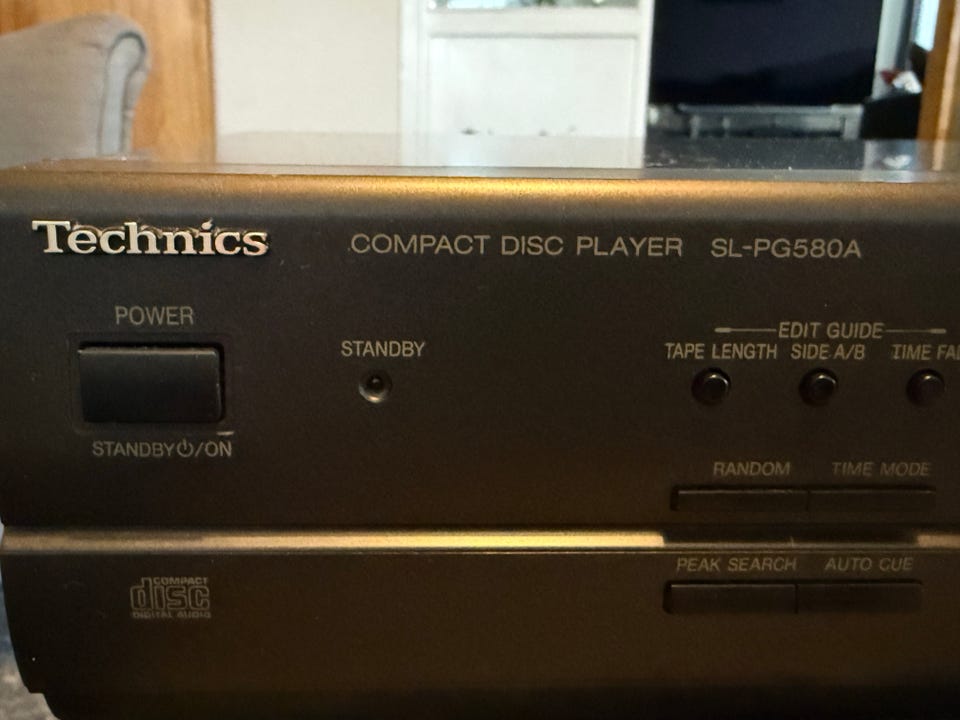 Technics
COMPACT DISC PLAYER SL-PG580A
POWER
STANDBY⏻/ON
STANDBY
EDIT GUIDE
TAPE LENGTH SIDE A/B TIME FAD
RANDOM TIME MODE
PEAK SEARCH AUTO CUE
COMPACT
disc
DIGITAL AUDIO